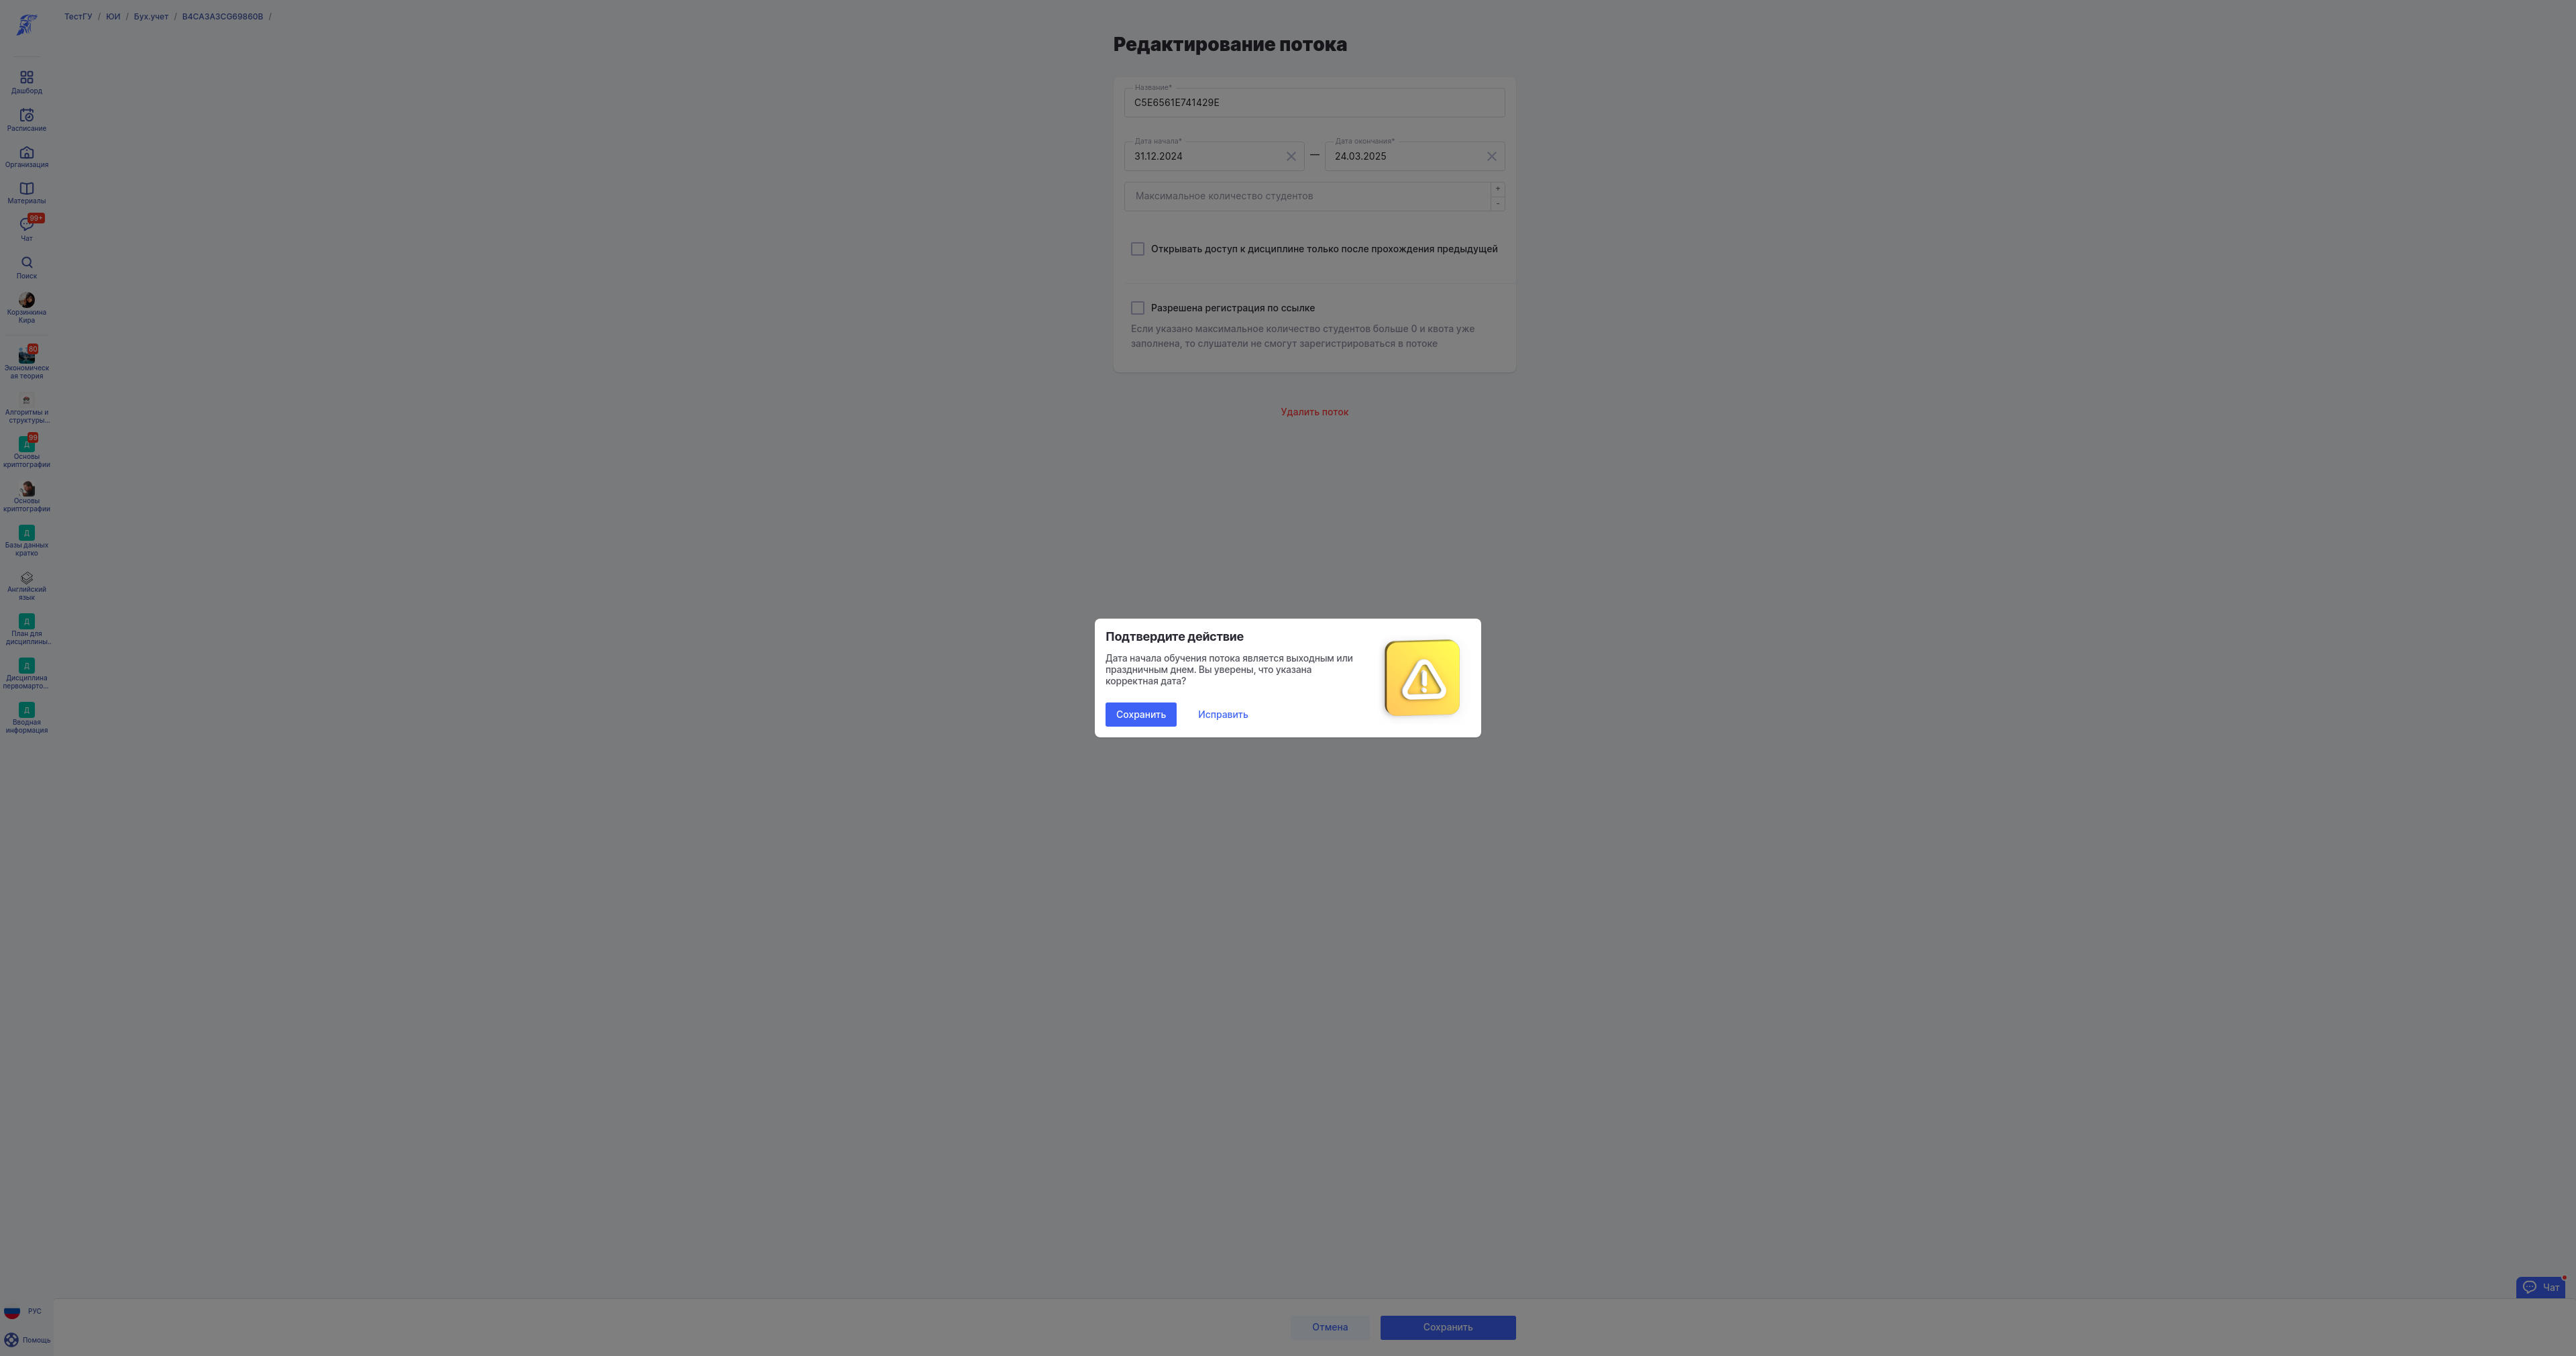 ТестГУ / ЮИ / Бух.учет / B4CA3A3CG69860B /
Редактирование потока
Дашборд
Расписание
Организация
Материалы
99+
Чат
Поиск
Корзинкина
Кира
80
Экономическ
ая теория
Алгоритмы и
структуры...
99
Д
Основы
криптографии
Основы
криптографии
Д
Базы данных
кратко
Английский
язык
Д
План для
дисциплины...
Д
Дисциплина
первомарто...
Д
Вводная
информация
РУС
Помощь
Название*
C5E6561E741429E
Дата начала*
31.12.2024
—
Дата окончания*
24.03.2025
Максимальное количество студентов
+
-
Открывать доступ к дисциплине только после прохождения предыдущей
Разрешена регистрация по ссылке
Если указано максимальное количество студентов больше 0 и квота уже
заполнена, то слушатели не смогут зарегистрироваться в потоке
Удалить поток
Подтвердите действие
Дата начала обучения потока является выходным или
праздничным днем. Вы уверены, что указана
корректная дата?
Сохранить
Исправить
Чат
Отмена
Сохранить